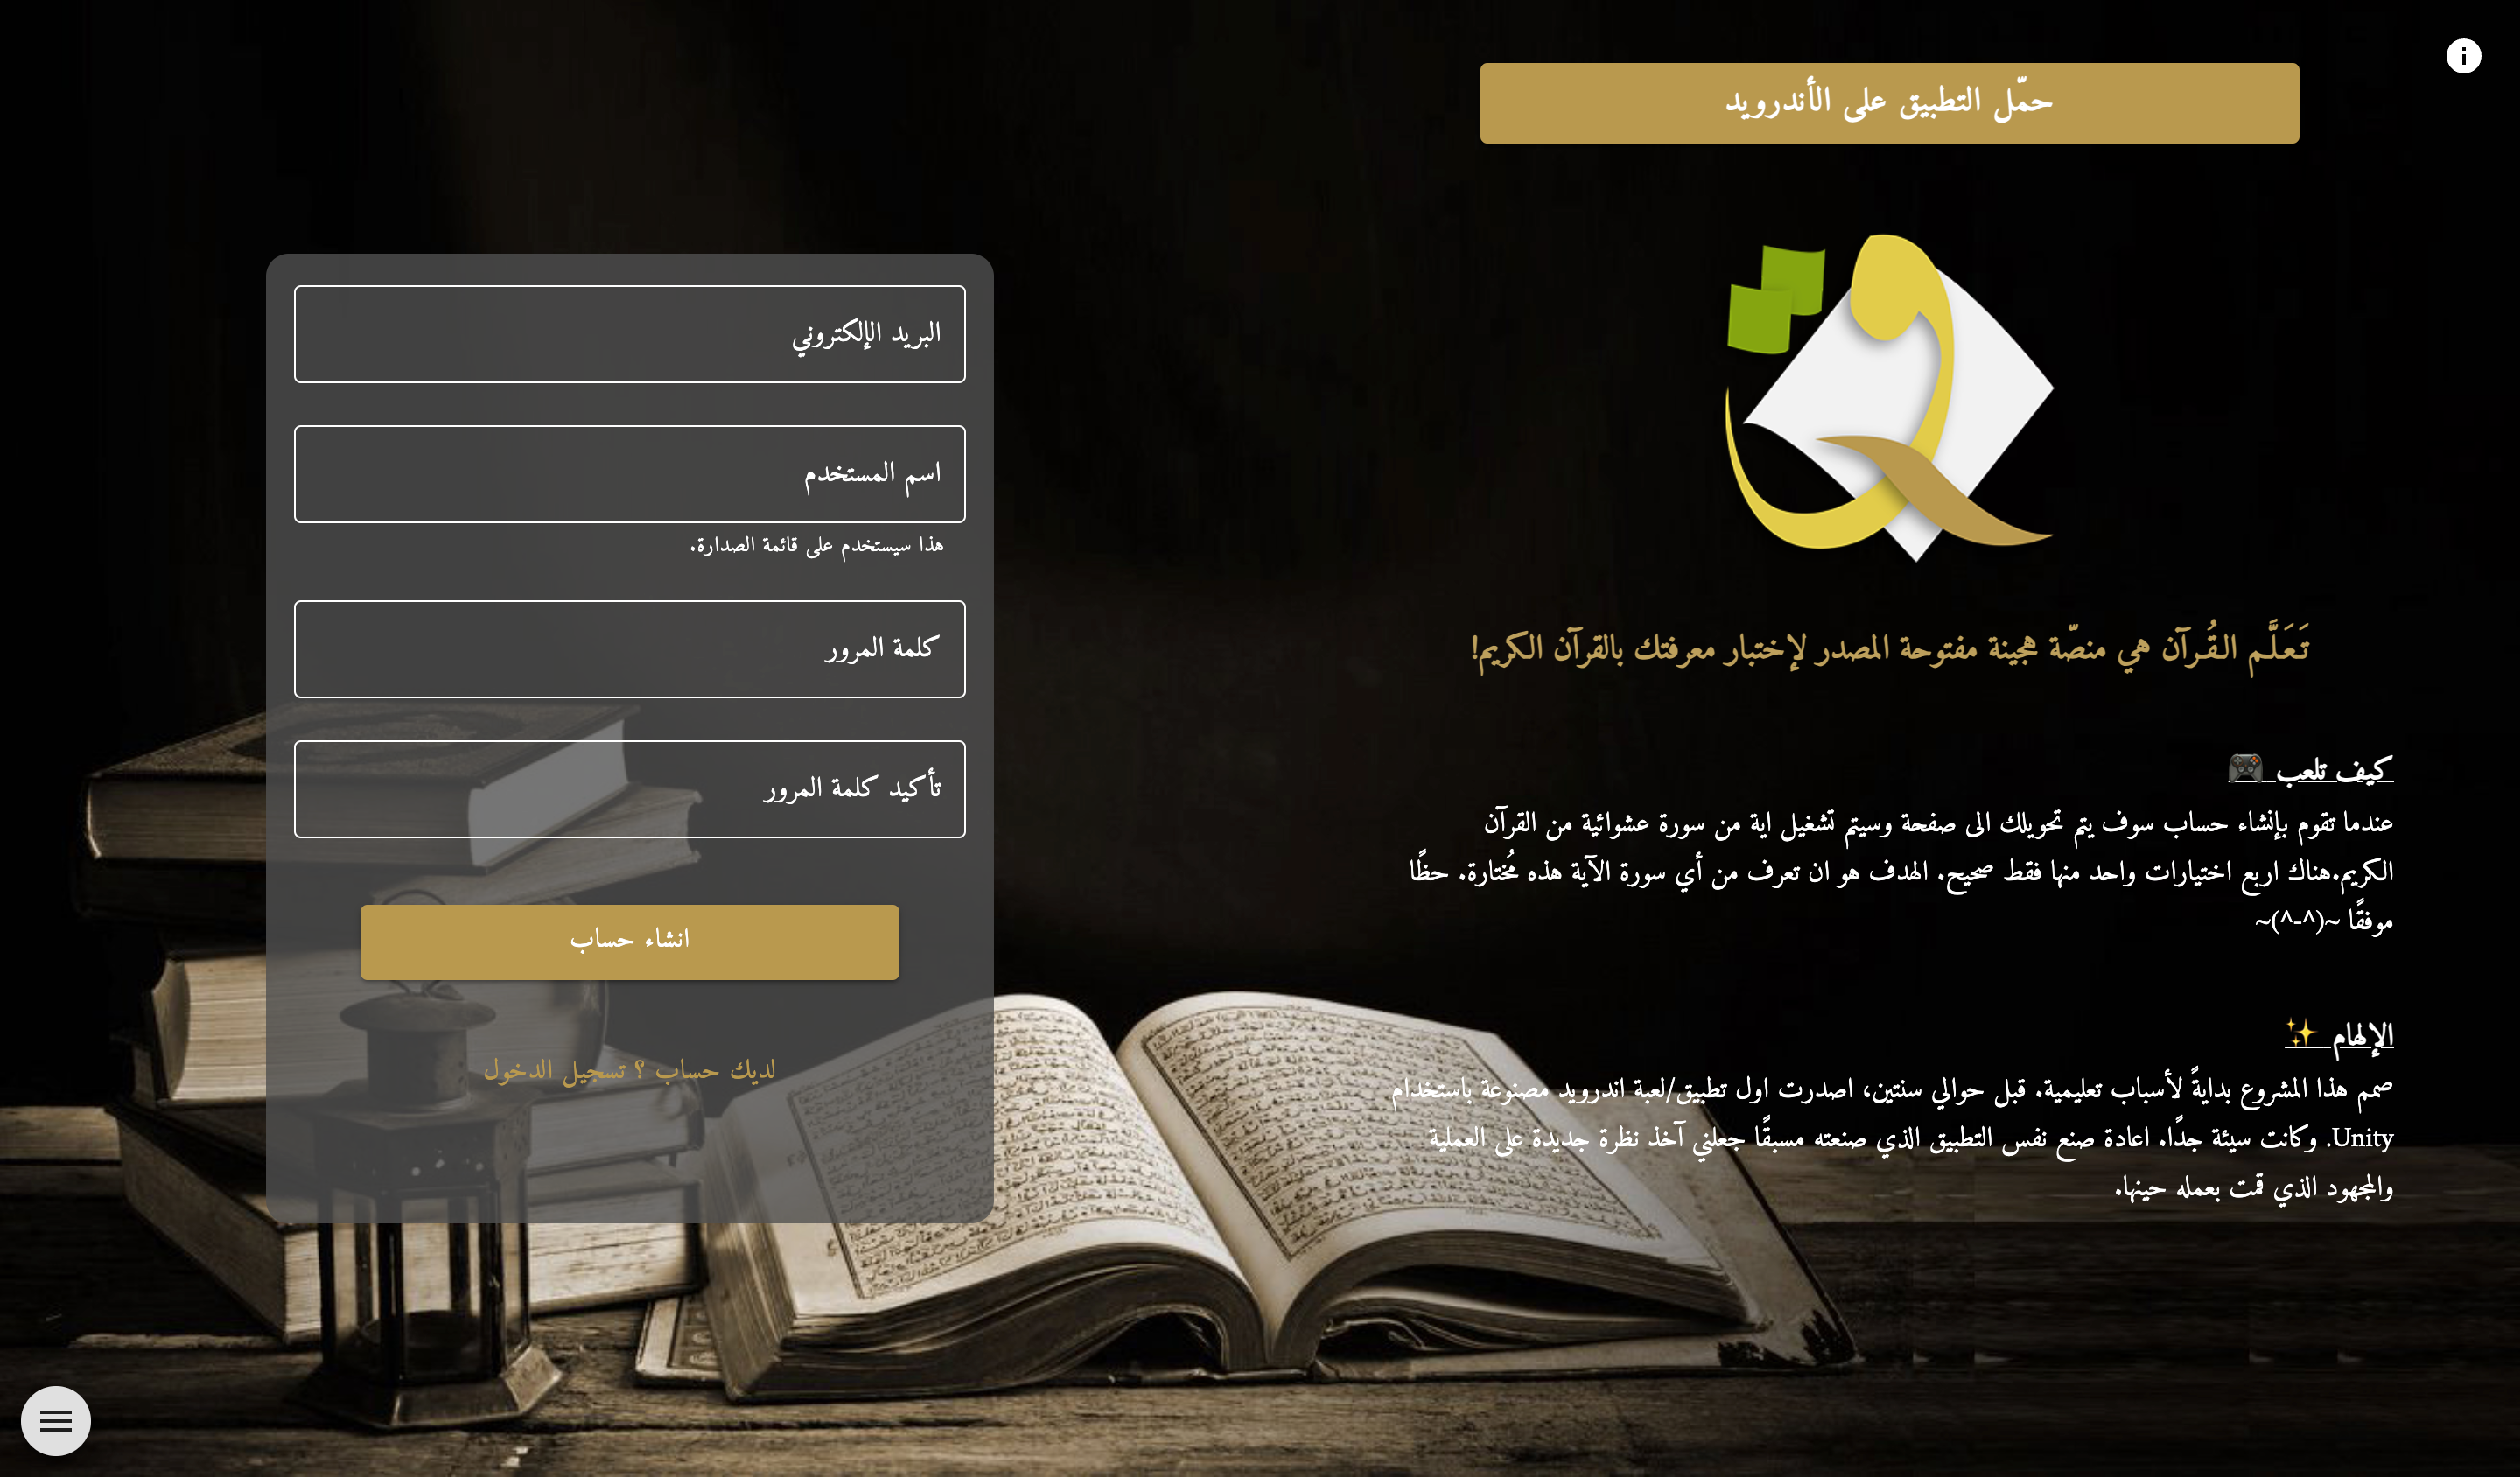 حمّل التطبيق على الأندرويد
تَعَلَّم القُرآن هي منصّة هجينة مفتوحة المصدر لإختبار معرفتك بالقرآن الكريم!
كيف تلعب 🎮
عندما تقوم بإنشاء حساب سوف يتم تحويلك الى صفحة وسيتم تشغيل اية من سورة عشوائية من القرآن
الكريم.هناك اربع اختيارات واحد منها فقط صحيح. الهدف هو ان تعرف من أي سورة الآية هذه مُختارة. حظًا
موفقًا ~(^-^)~
الإلهام ✨
صمم هذا المشروع بدايةً لأسباب تعليمية. قبل حوالي سنتين، اصدرت اول تطبيق/لعبة اندرويد مصنوعة باستخدام
Unity. وكانت سيئة جدًا. اعادة صنع نفس التطبيق الذي صنعته مسبقًا جعلني آخذ نظرة جديدة على العملية
والمجهود الذي قمت بعمله حينها.
البريد الإلكتروني
اسم المستخدم
هذا سيستخدم على قائمة الصدارة.
كلمة المرور
تأكيد كلمة المرور
انشاء حساب
لديك حساب ؟ تسجيل الدخول